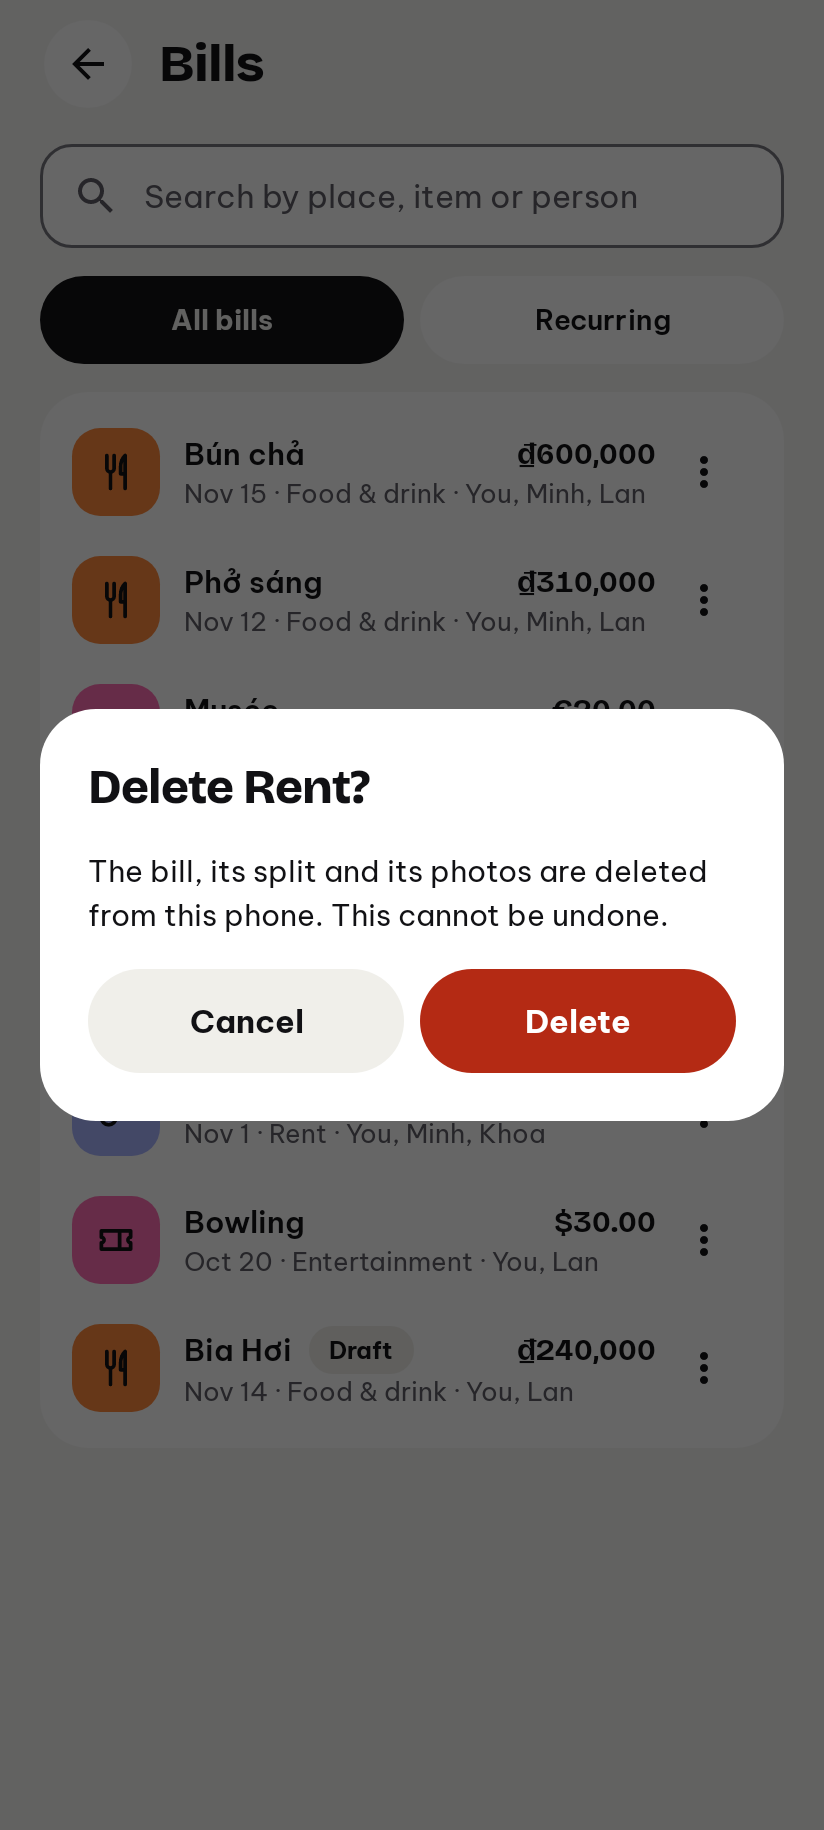 Bills
Search by place, item or person
All bills
Recurring
Bún chả
₫600,000
Nov 15 · Food & drink · You, Minh, Lan
Phở sáng
₫310,000
Nov 12 · Food & drink · You, Minh, Lan
Musée
€20.00
Delete Rent?
The bill, its split and its photos are deleted
from this phone. This cannot be undone.
Cancel
Delete
Nov 1 · Rent · You, Minh, Khoa
Bowling
$30.00
Oct 20 · Entertainment · You, Lan
Bia Hơi
Draft
₫240,000
Nov 14 · Food & drink · You, Lan